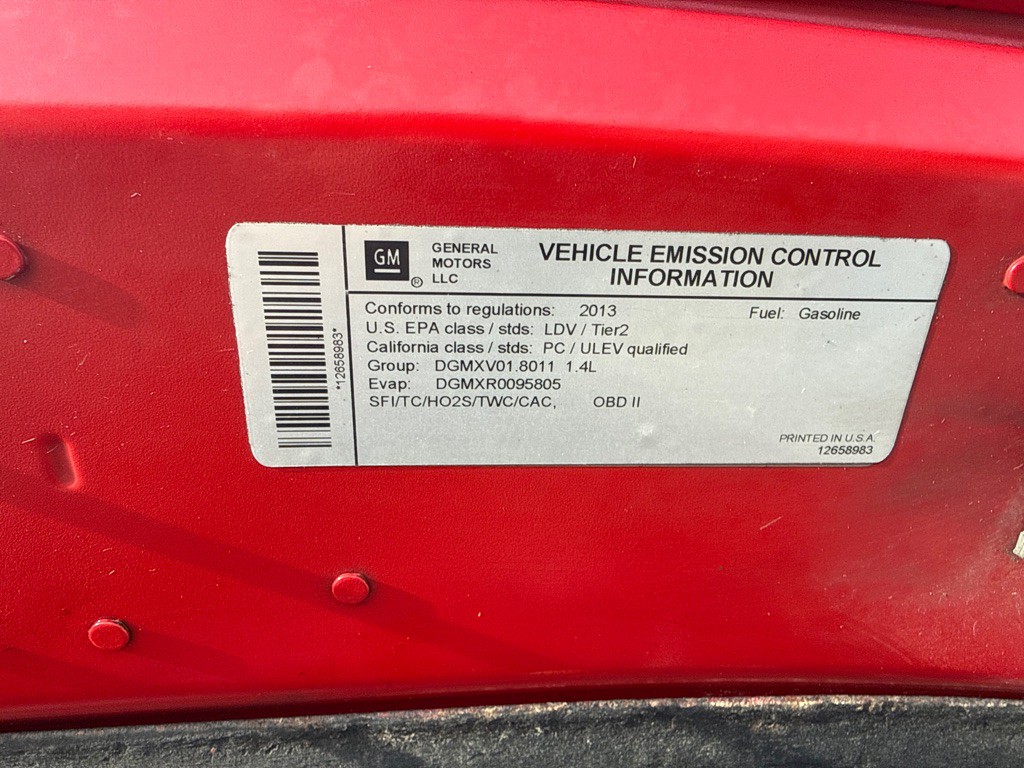 GM ®
GENERAL
MOTORS
LLC
VEHICLE EMISSION CONTROL
INFORMATION
*12658983*
Conforms to regulations: 2013 Fuel: Gasoline
U.S. EPA class / stds: LDV / Tier2
California class / stds: PC / ULEV qualified
Group: DGMXV01.8011 1.4L
Evap: DGMXR0095805
SFI/TC/HO2S/TWC/CAC, OBD II
PRINTED IN U.S.A.
12658983